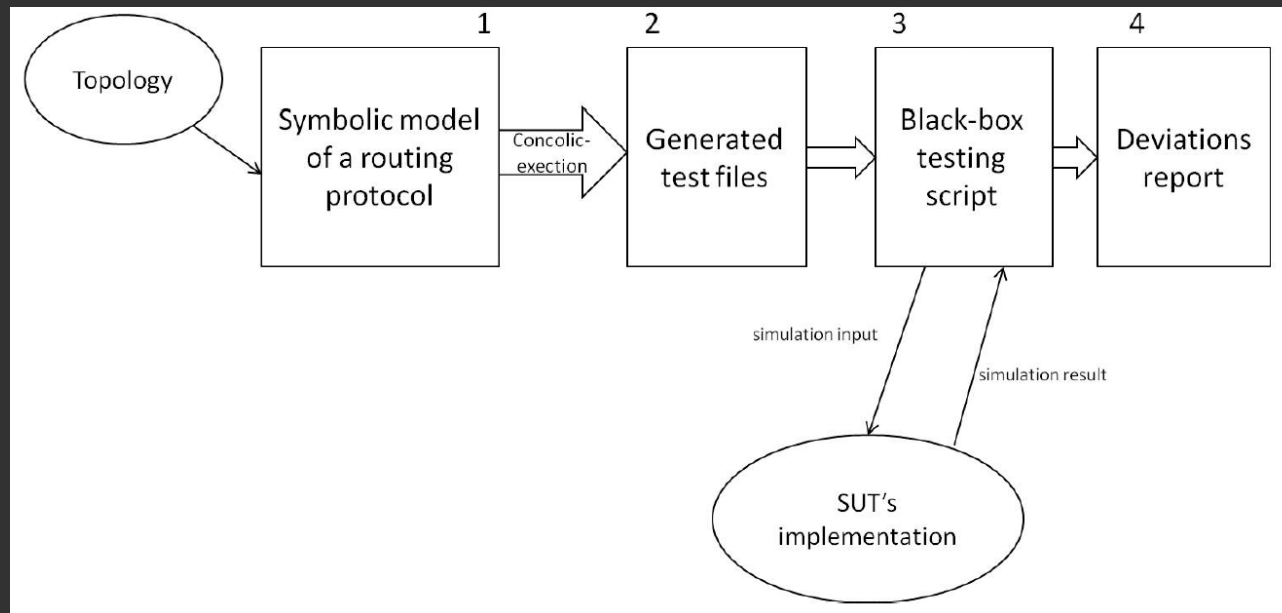 1
2
3
4
Topology
Symbolic model
of a routing
protocol
Concolic-
exection
Generated
test files
Black-box
testing
script
Deviations
report
simulation input
simulation result
SUT's
implementation